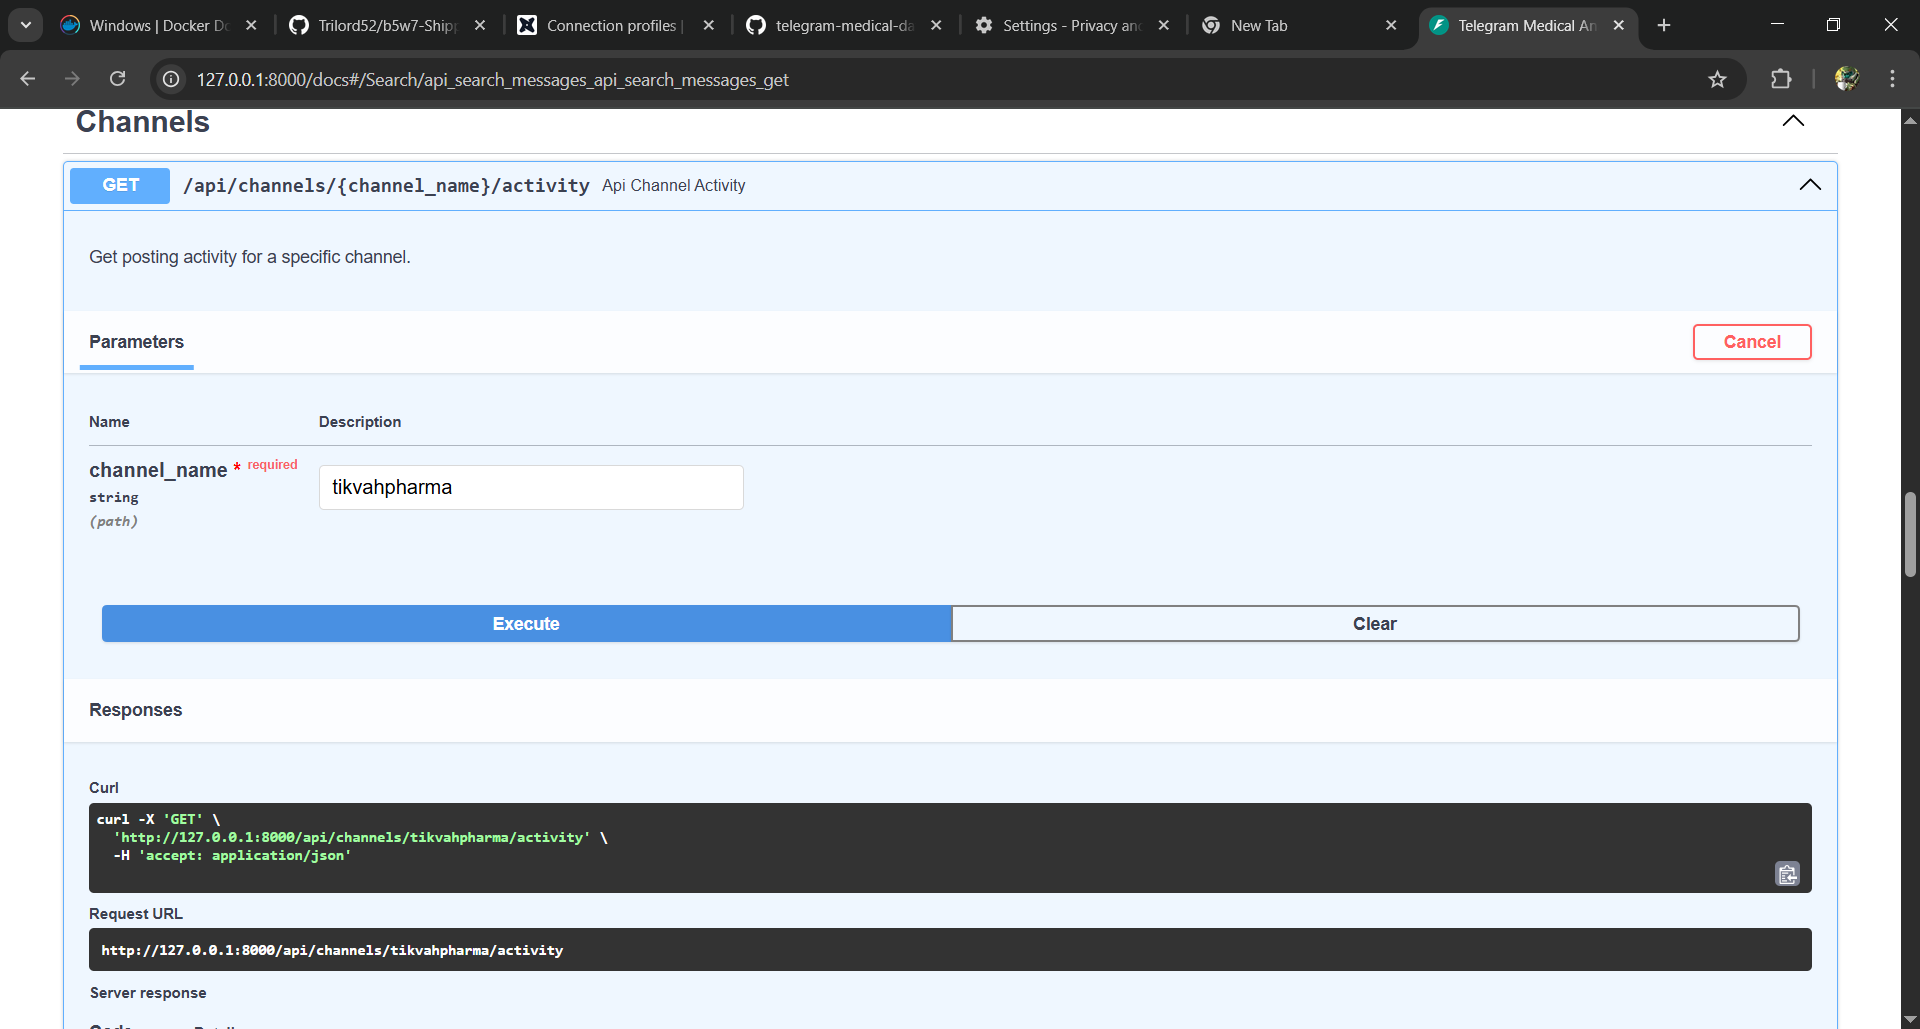 Windows | Docker Do
Trilord52/b5w7-Shipp
Connection profiles |
telegram-medical-da
Settings - Privacy and
New Tab
Telegram Medical An
127.0.0.1:8000/docs#/Search/api_search_messages_api_search_messages_get
Channels
GET /api/channels/{channel_name}/activity Api Channel Activity
Get posting activity for a specific channel.
Parameters
Cancel
Name Description
channel_name * required
tikvahpharma
string
(path)
Execute
Clear
Responses
Curl
curl -X 'GET' \
'http://127.0.0.1:8000/api/channels/tikvahpharma/activity' \
-H 'accept: application/json'
Request URL
http://127.0.0.1:8000/api/channels/tikvahpharma/activity
Server response